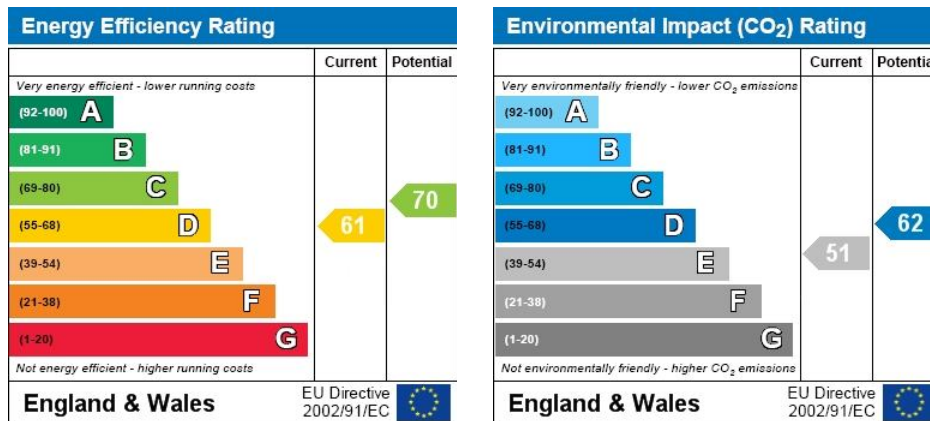 Energy Efficiency Rating
Current Potential
Very energy efficient - lower running costs
(92-100) A
(81-91) B
(69-80) C
70
(55-68) D
61
(39-54) E
(21-38) F
(1-20) G
Not energy efficient - higher running costs
England & Wales
EU Directive
2002/91/EC
Environmental Impact (CO2) Rating
Current Potentia
Very environmentally friendly - lower CO2 emissions
(92-100) A
(81-91) B
(69-80) C
(55-68) D
62
(39-54) E
51
(21-38) F
(1-20) G
Not environmentally friendly - higher CO2 emissions
England & Wales
EU Directive
2002/91/EC